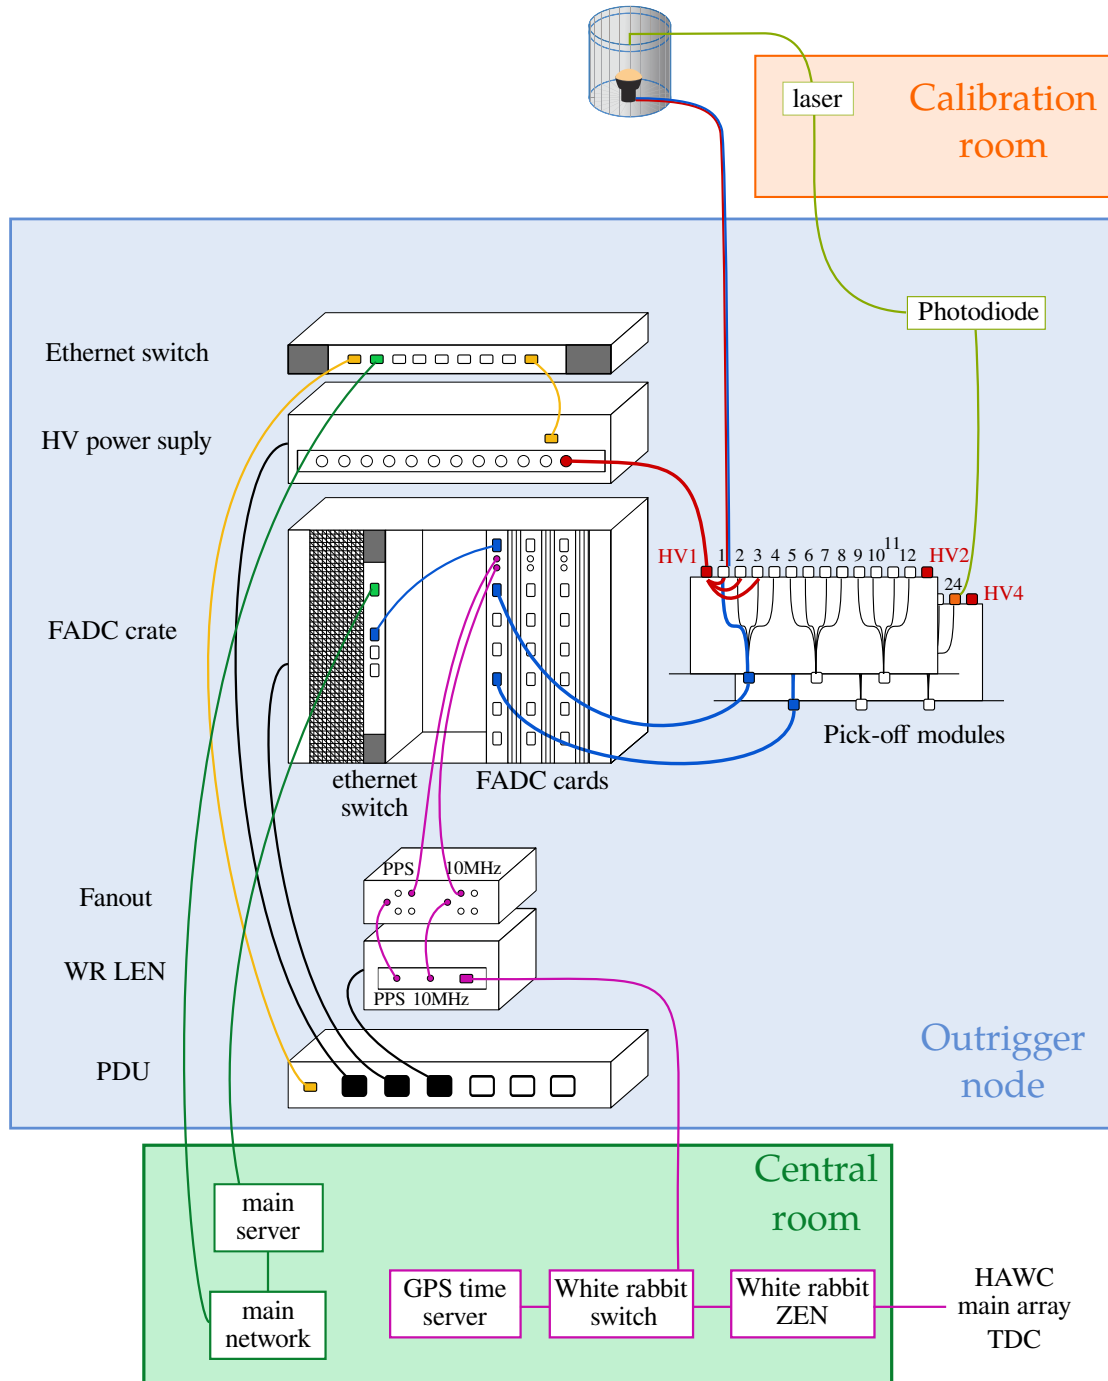 laser
Calibration
room
Photodiode
Ethernet switch
HV power suply
FADC crate
HV1
1
2
3
4
5
6
7
8
9
10
11
12
HV2
24
HV4
Pick-off modules
ethernet
switch
FADC cards
Fanout
PPS
10MHz
WR LEN
PPS 10MHz
PDU
Outrigger
node
Central
room
main
server
main
network
GPS time
server
White rabbit
switch
White rabbit
ZEN
HAWC
main array
TDC